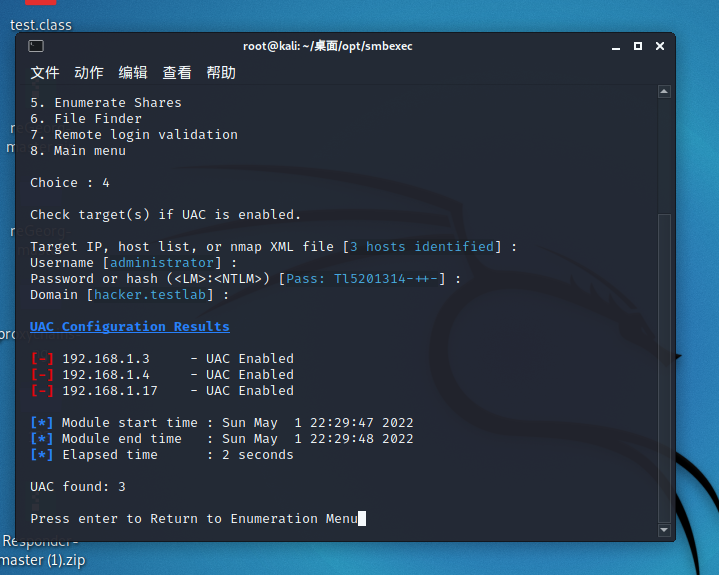 test.class
root@kali: ~/桌面/opt/smbexec
文件 动作 编辑 查看 帮助
5. Enumerate Shares
6. File Finder
7. Remote login validation
8. Main menu
Choice : 4
Check target(s) if UAC is enabled.
Target IP, host list, or nmap XML file [3 hosts identified] :
Username [administrator] :
Password or hash (<LM>:<NTLM>) [Pass: Tl5201314-++-] :
Domain [hacker.testlab] :
UAC Configuration Results
[-] 192.168.1.3     - UAC Enabled
[-] 192.168.1.4     - UAC Enabled
[-] 192.168.1.17    - UAC Enabled
[*] Module start time : Sun May  1 22:29:47 2022
[*] Module end time   : Sun May  1 22:29:48 2022
[*] Elapsed time      : 2 seconds
UAC found: 3
Press enter to Return to Enumeration Menu
Responder-
master (1).zip